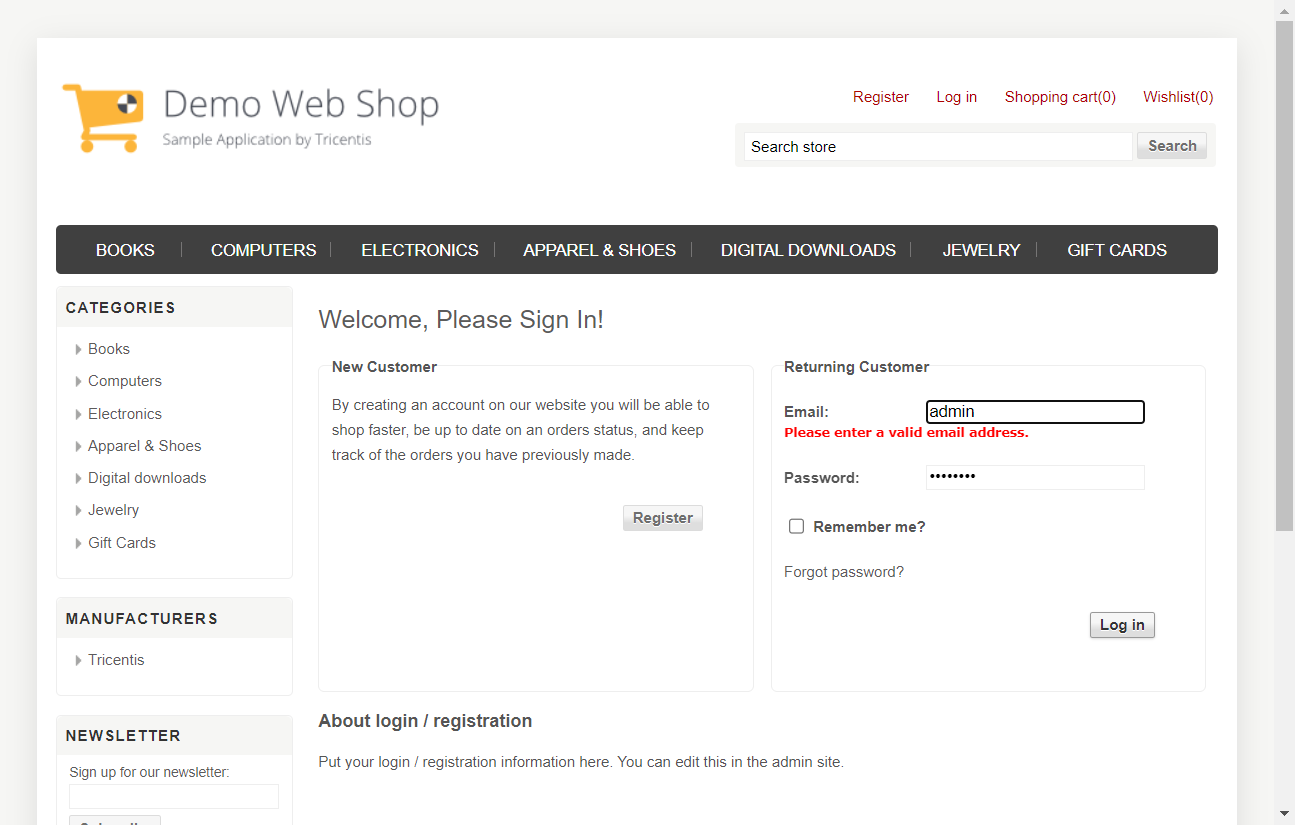 Demo Web Shop
Sample Application by Tricentis
Register Log in Shopping cart(0) Wishlist(0)
Search store Search
BOOKS COMPUTERS ELECTRONICS APPAREL & SHOES DIGITAL DOWNLOADS JEWELRY GIFT CARDS
CATEGORIES
Books
Computers
Electronics
Apparel & Shoes
Digital downloads
Jewelry
Gift Cards
MANUFACTURERS
Tricentis
NEWSLETTER
Sign up for our newsletter:
Welcome, Please Sign In!
New Customer
By creating an account on our website you will be able to
shop faster, be up to date on an orders status, and keep
track of the orders you have previously made.
Register
Returning Customer
Email: admin
Please enter a valid email address.
Password: ••••••••
Remember me?
Forgot password?
Log in
About login / registration
Put your login / registration information here. You can edit this in the admin site.